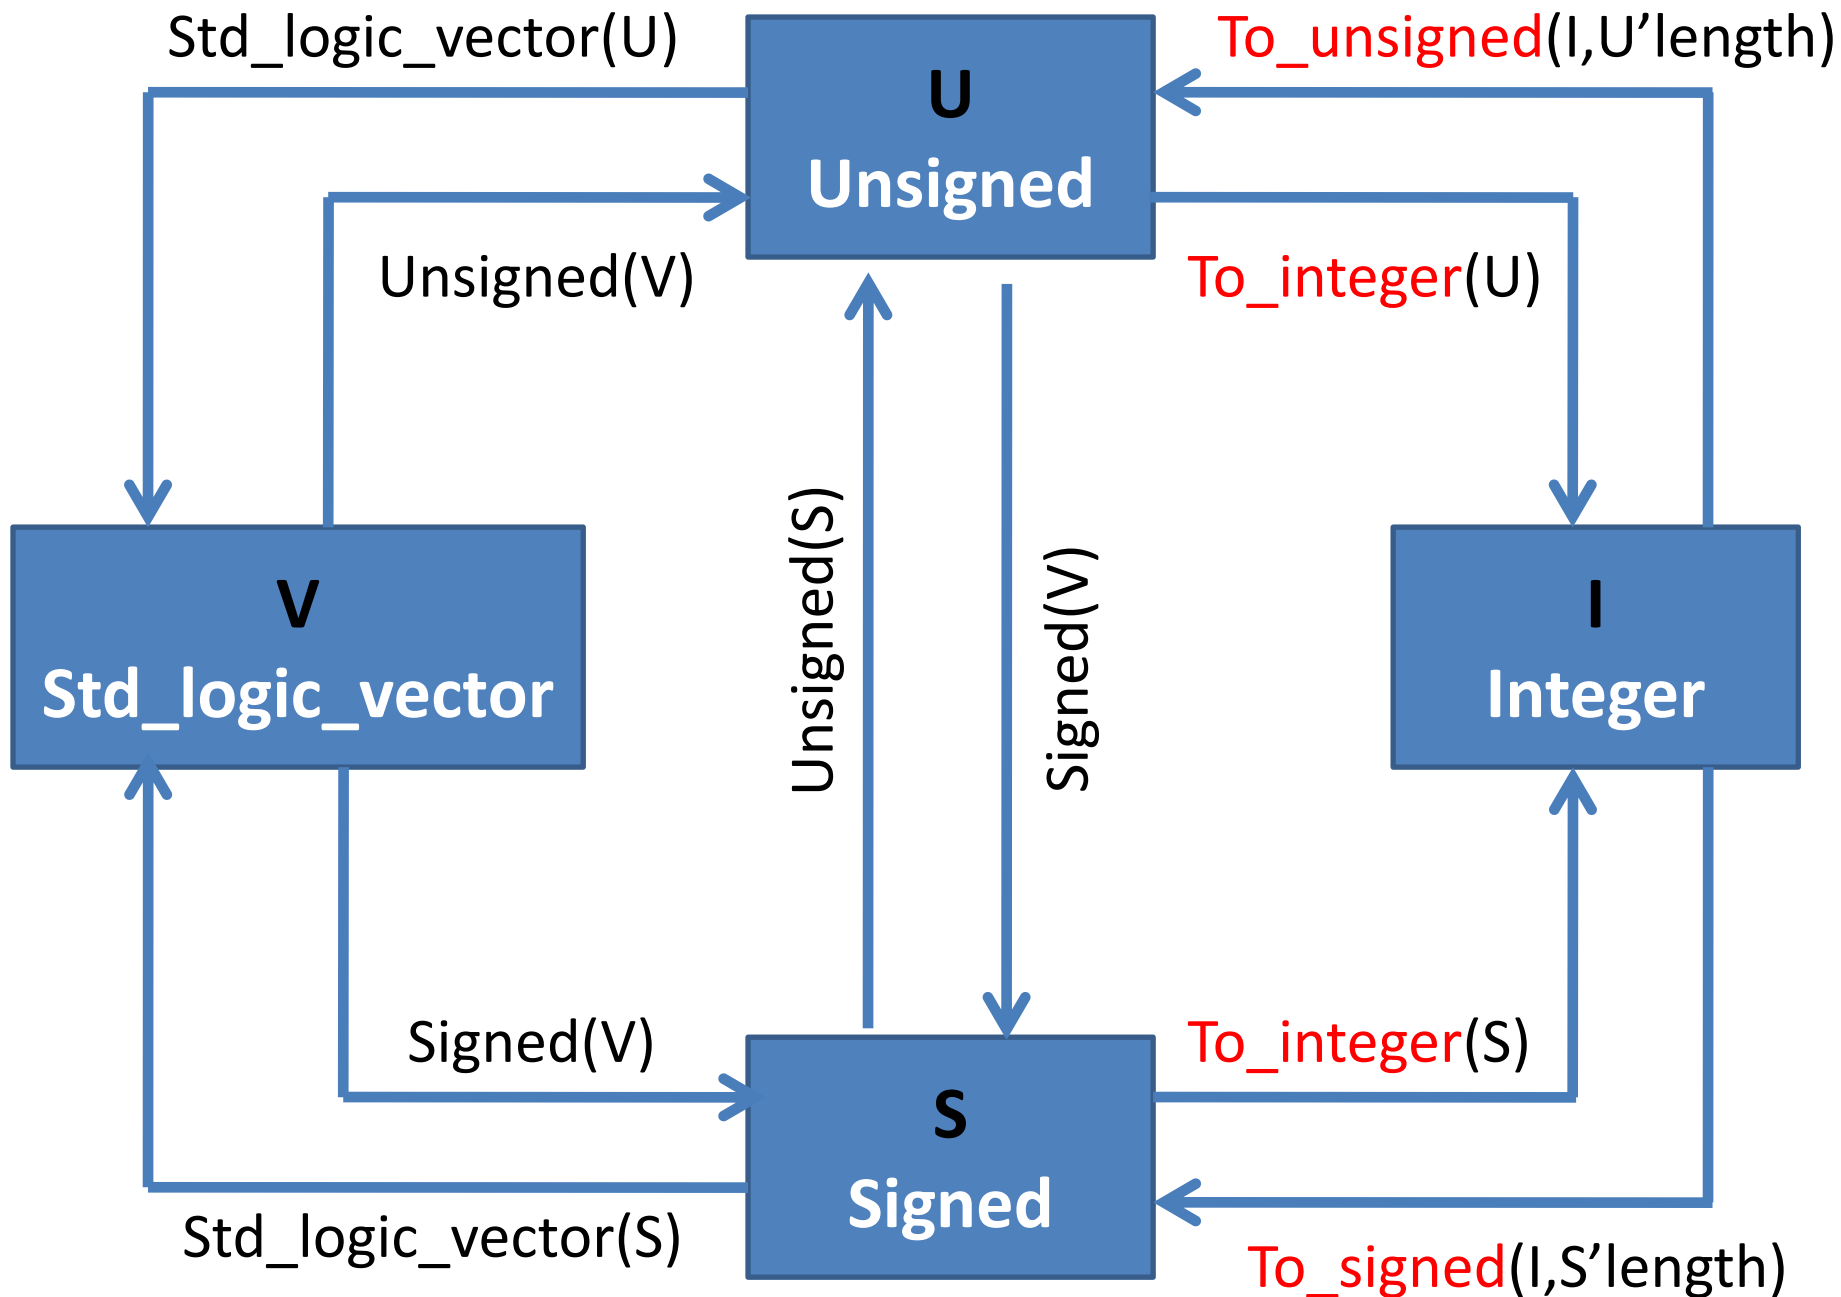 Std_logic_vector(U)
To_unsigned(I,U’length)
U
Unsigned
Unsigned(V)
To_integer(U)
Unsigned(S)
Signed(V)
V
Std_logic_vector
I
Integer
Signed(V)
To_integer(S)
S
Signed
Std_logic_vector(S)
To_signed(I,S’length)